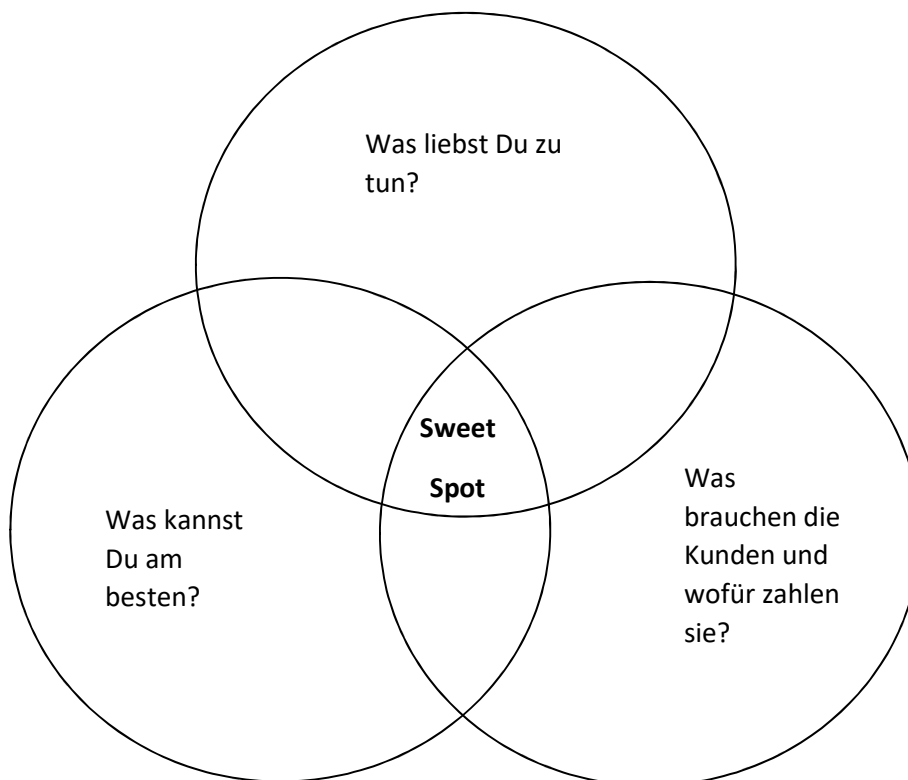 Was liebst Du zu
tun?
Sweet
Spot
Was kannst
Du am
besten?
Was
brauchen die
Kunden und
wofür zahlen
sie?